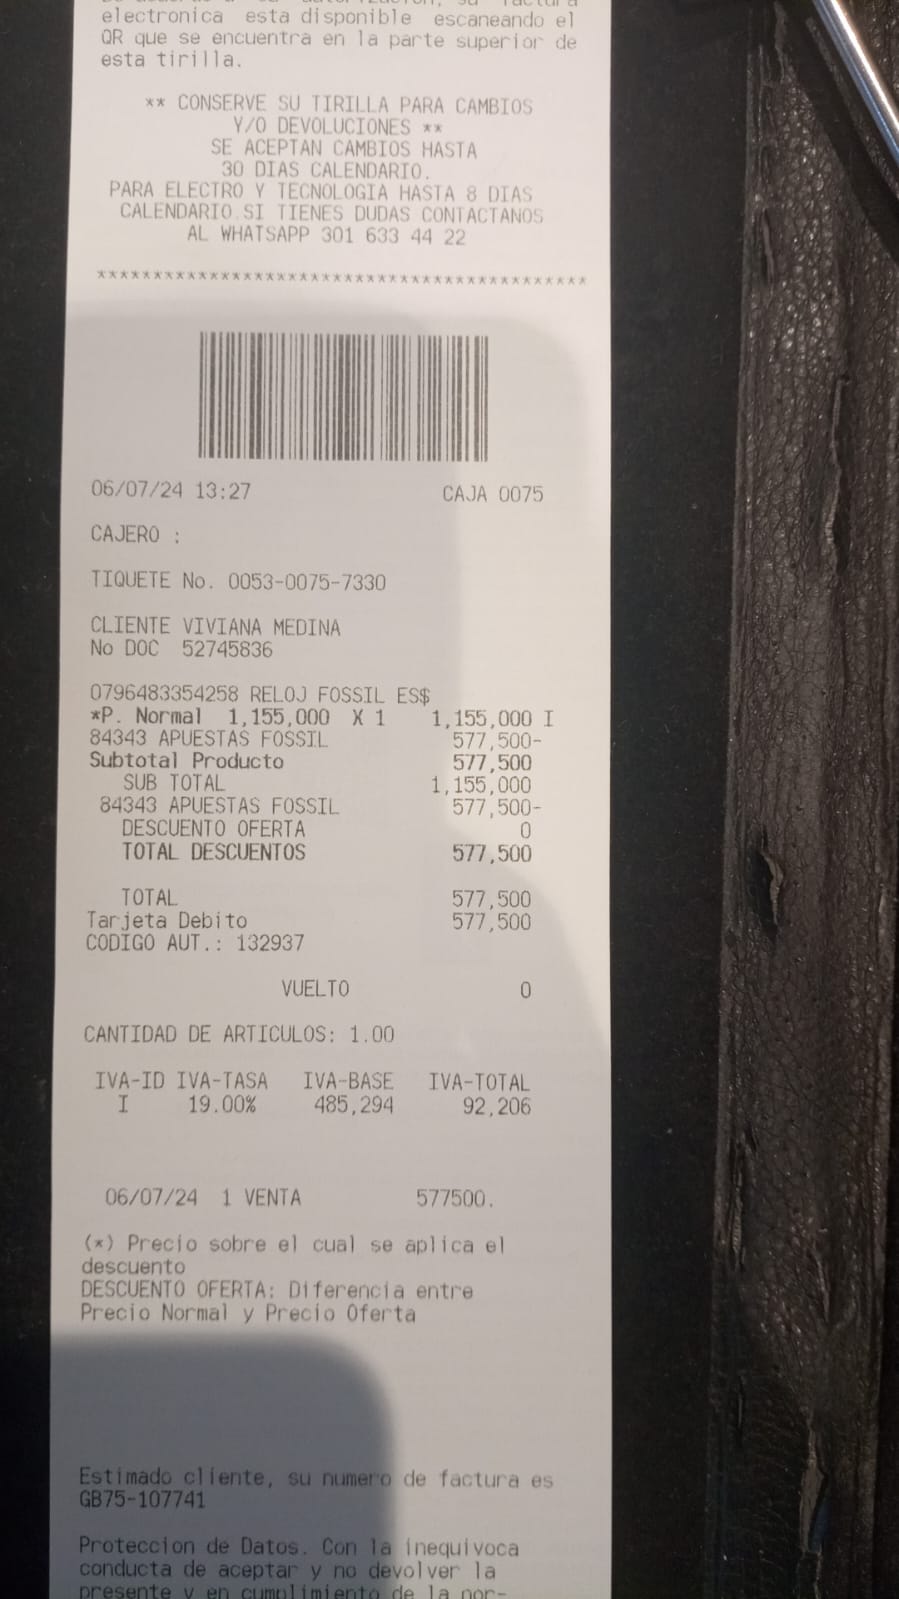 electronica esta disponible escaneando el
QR que se encuentra en la parte superior de
esta tirilla.
** CONSERVE SU TIRILLA PARA CAMBIOS
Y/O DEVOLUCIONES **
SE ACEPTAN CAMBIOS HASTA
30 DIAS CALENDARIO.
PARA ELECTRO Y TECNOLOGIA HASTA 8 DIAS
CALENDARIO.SI TIENES DUDAS CONTACTANOS
AL WHATSAPP 301 633 44 22
*******************************************
06/07/24 13:27 CAJA 0075
CAJERO :
TIQUETE No. 0053-0075-7330
CLIENTE VIVIANA MEDINA
No DOC 52745836
0796483354258 RELOJ FOSSIL ES$
*P. Normal 1,155,000 X 1 1,155,000 I
84343 APUESTAS FOSSIL 577,500-
Subtotal Producto 577,500
SUB TOTAL 1,155,000
84343 APUESTAS FOSSIL 577,500-
DESCUENTO OFERTA 0
TOTAL DESCUENTOS 577,500
TOTAL 577,500
Tarjeta Debito 577,500
CODIGO AUT.: 132937
VUELTO 0
CANTIDAD DE ARTICULOS: 1.00
IVA-ID IVA-TASA IVA-BASE IVA-TOTAL
I 19.00% 485,294 92,206
06/07/24 1 VENTA 577500.
(*) Precio sobre el cual se aplica el
descuento
DESCUENTO OFERTA: Diferencia entre
Precio Normal y Precio Oferta
Estimado cliente, su numero de factura es
GB75-107741
Proteccion de Datos. Con la inequivoca
conducta de aceptar y no devolver la
presente y en cumplimiento de la nor-